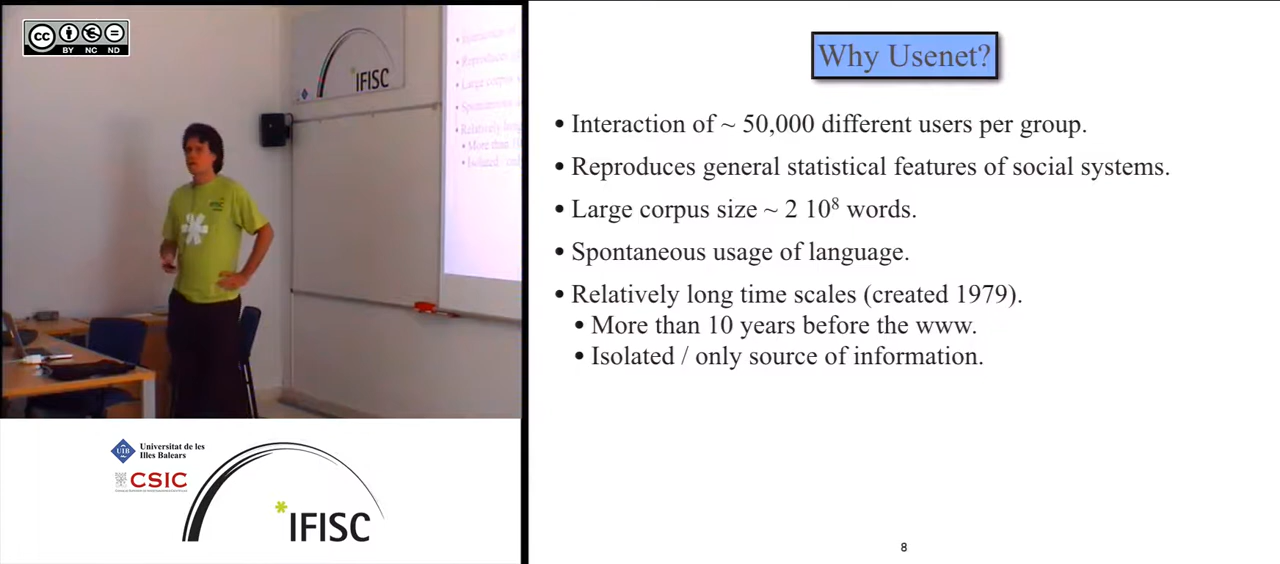 cc
BY NC ND
IFISC
Why Usenet?
• Interaction of ~ 50,000 different users per group.
• Reproduces general statistical features of social systems.
• Large corpus size ~ 2 10⁸ words.
• Spontaneous usage of language.
• Relatively long time scales (created 1979).
• More than 10 years before the www.
• Isolated / only source of information.
8
UIB
Universitat de les
Illes Balears
CSIC
*IFISC